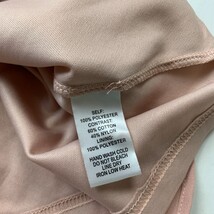 SELF:
100% POLYESTER
CONTRAST:
60% COTTON
40% NYLON
LINING:
100% POLYESTER
HAND WASH COLD
DO NOT BLEACH
LINE DRY
IRON LOW HEAT